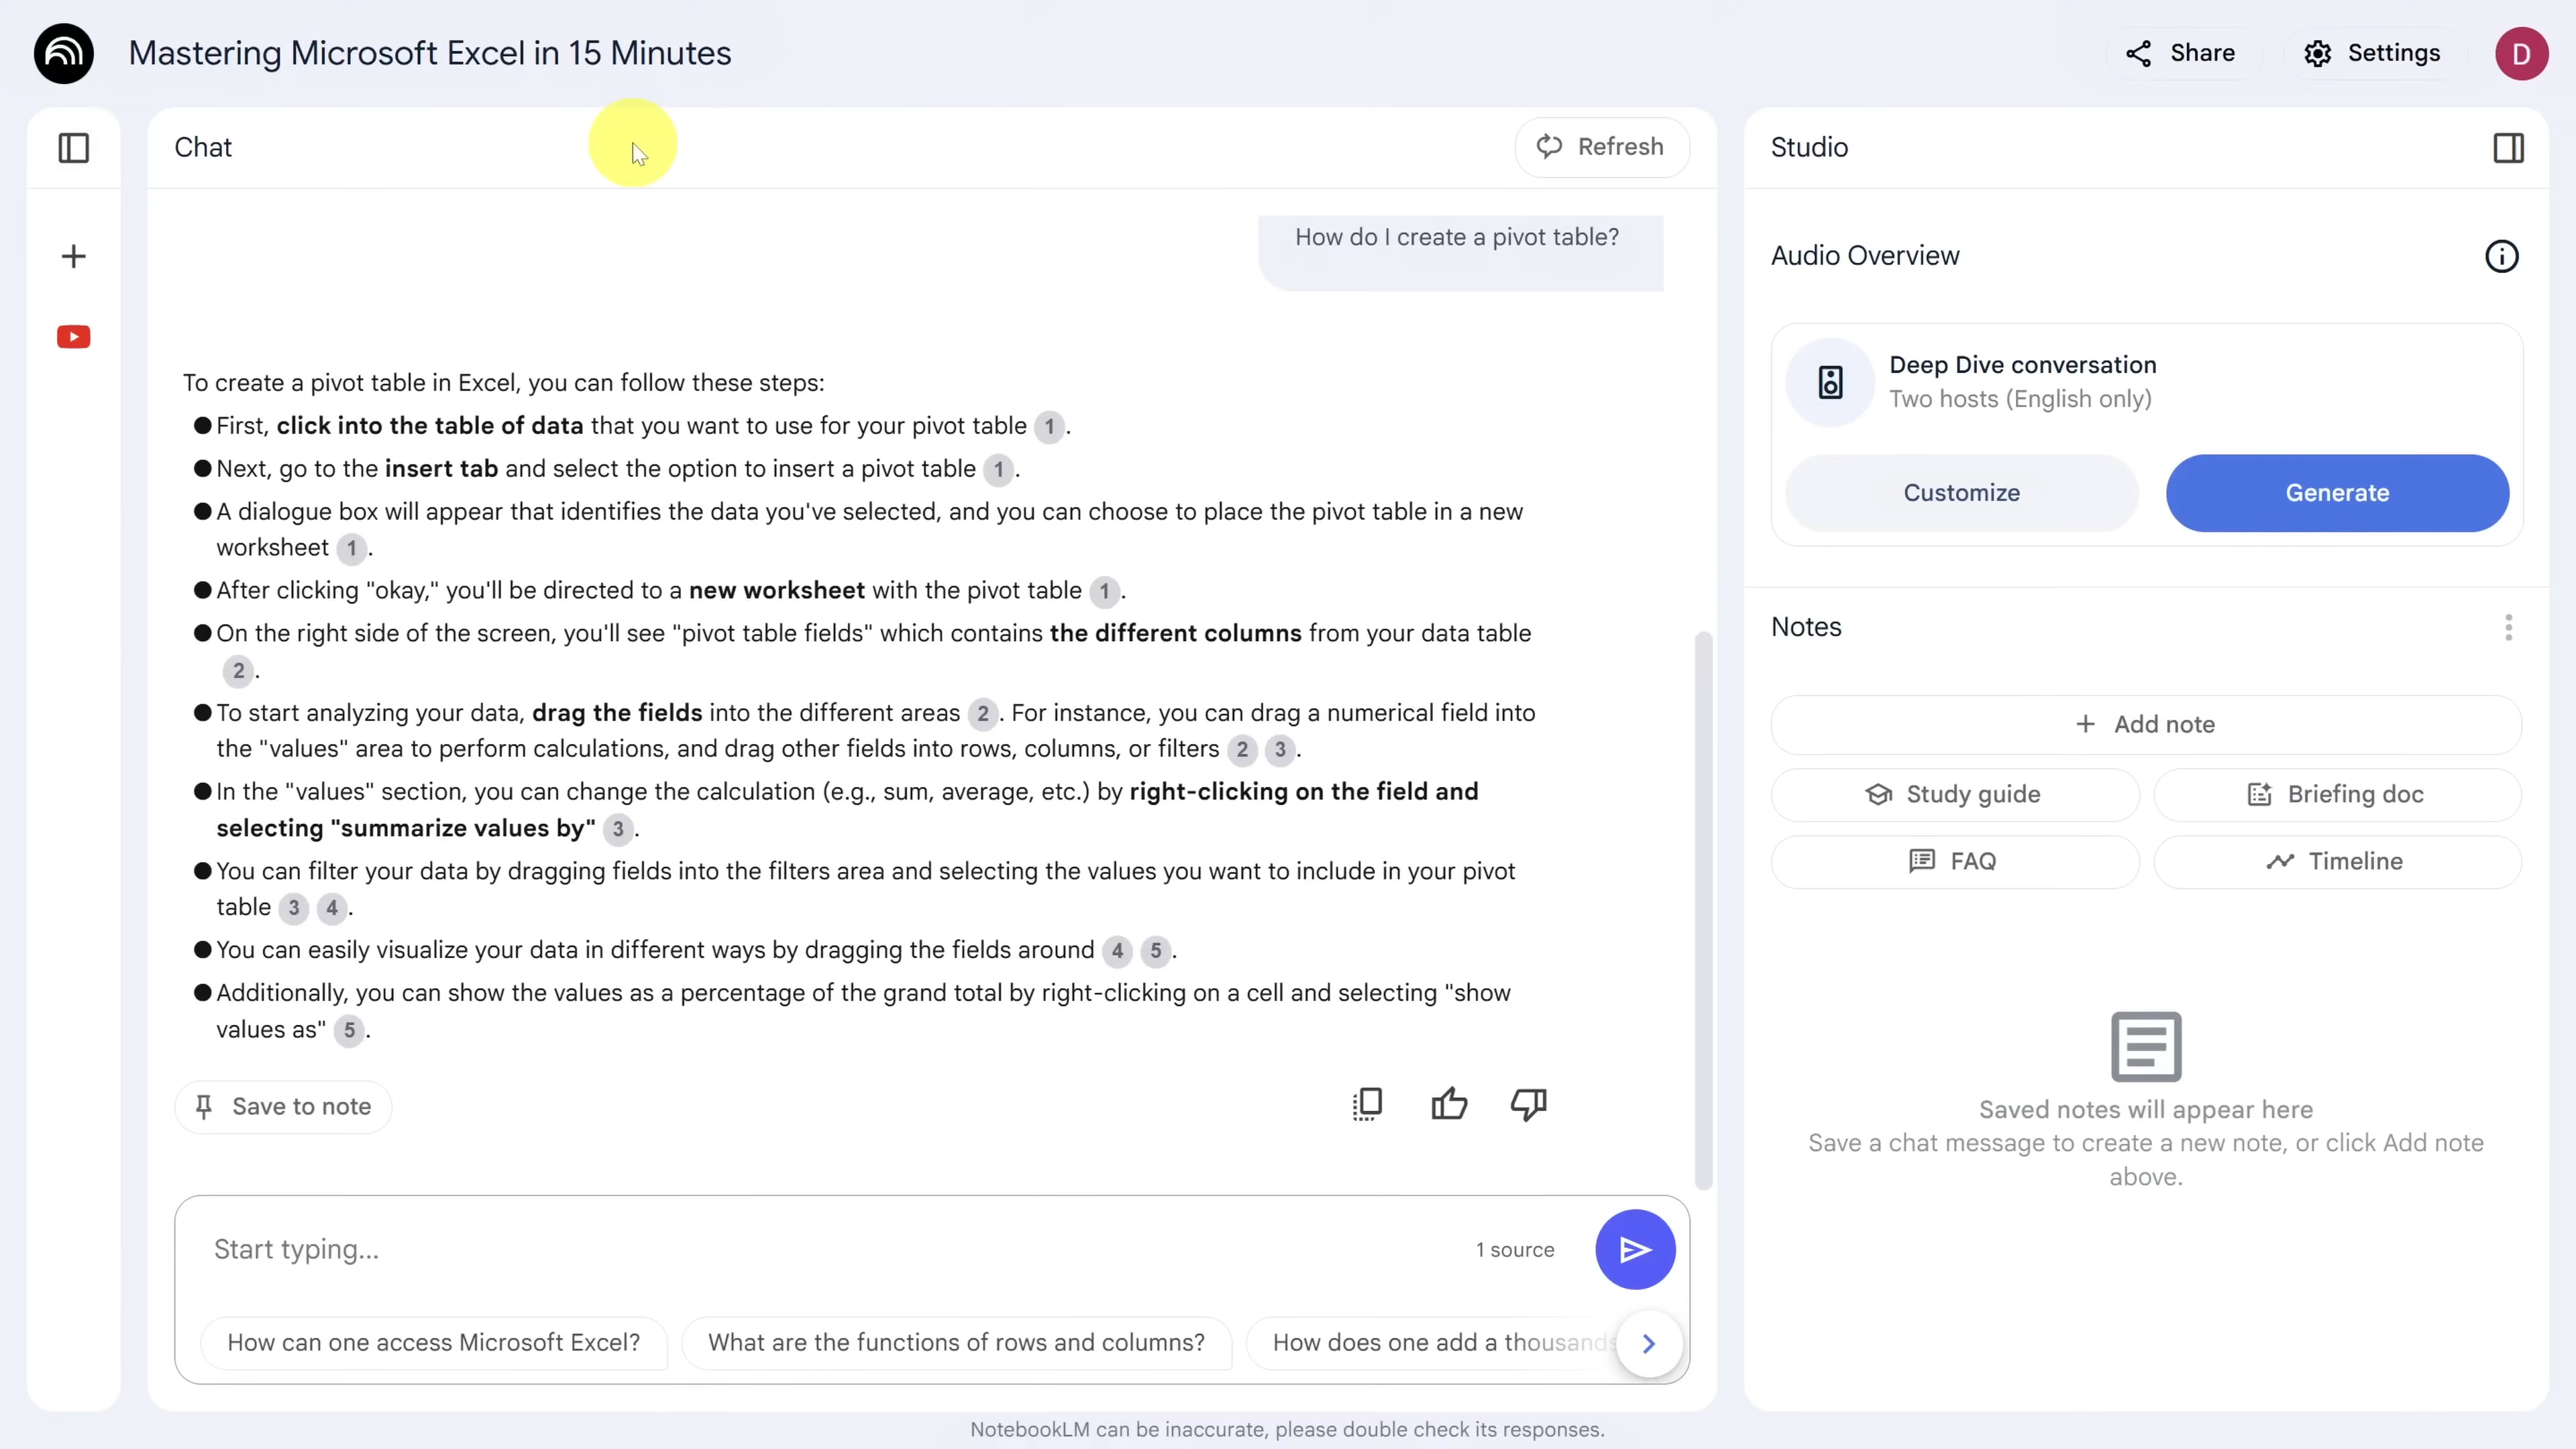 Mastering Microsoft Excel in 15 Minutes
Share
Settings
D
Chat
Refresh
How do I create a pivot table?
To create a pivot table in Excel, you can follow these steps:
● First, click into the table of data that you want to use for your pivot table 1.
● Next, go to the insert tab and select the option to insert a pivot table 1.
● A dialogue box will appear that identifies the data you've selected, and you can choose to place the pivot table in a new
worksheet 1.
● After clicking "okay," you'll be directed to a new worksheet with the pivot table 1.
● On the right side of the screen, you'll see "pivot table fields" which contains the different columns from your data table
2.
● To start analyzing your data, drag the fields into the different areas 2. For instance, you can drag a numerical field into
the "values" area to perform calculations, and drag other fields into rows, columns, or filters 2 3.
● In the "values" section, you can change the calculation (e.g., sum, average, etc.) by right-clicking on the field and
selecting "summarize values by" 3.
● You can filter your data by dragging fields into the filters area and selecting the values you want to include in your pivot
table 3 4.
● You can easily visualize your data in different ways by dragging the fields around 4 5.
● Additionally, you can show the values as a percentage of the grand total by right-clicking on a cell and selecting "show
values as" 5.
Save to note
Start typing...
1 source
How can one access Microsoft Excel?
What are the functions of rows and columns?
How does one add a thousands
NotebookLM can be inaccurate, please double check its responses.
Studio
Audio Overview
Deep Dive conversation
Two hosts (English only)
Customize
Generate
Notes
+ Add note
Study guide
Briefing doc
FAQ
Timeline
Saved notes will appear here
Save a chat message to create a new note, or click Add note
above.